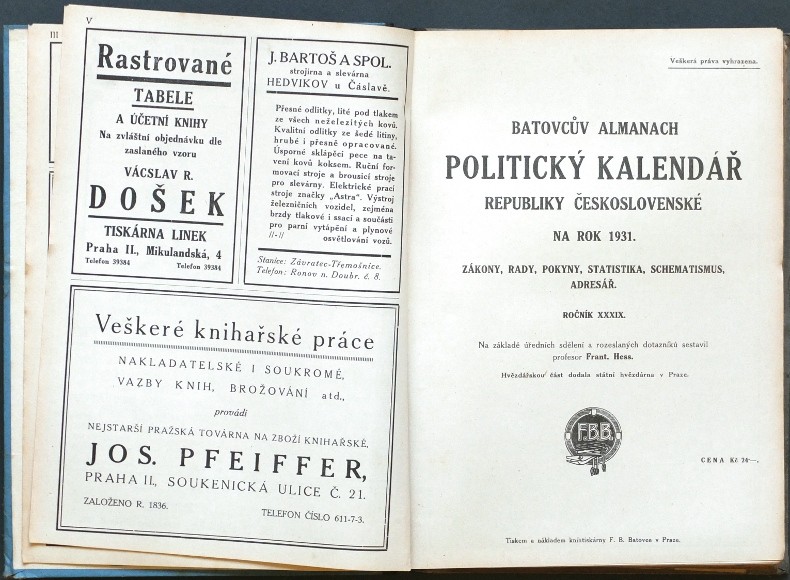 V
III
Rastrované
TABELE
A ÚČETNÍ KNIHY
Na zvláštní objednávku dle
zaslaného vzoru
VÁCSLAV R.
DOŠEK
TISKÁRNA LINEK
Praha II., Mikulandská, 4
Telefon 39384 Telefon 39384
J. BARTOŠ A SPOL.
strojírna a slevárna
HEDVIKOV u Čáslavě.
Přesné odlitky, lité pod tlakem
ze všech neželezitých kovů.
Kvalitní odlitky ze šedé litiny,
hrubé i přesně opracované.
Úsporné sklápěcí pece na ta-
vení kovů koksem. Ruční for-
movací stroje a brousicí stroje
pro slevárny. Elektrické prací
stroje značky „Astra". Výstroj
železničních vozidel, zejména
brzdy tlakové i ssací a součásti
pro parní vytápění a plynové
//-// osvětlování vozů.
Stanice: Závratec-Třemošnice.
Telefon: Ronov n. Doubr. č. 8.
Veškeré knihařské práce
NAKLADATELSKÉ I SOUKROMÉ,
VAZBY KNIH, BROŽOVÁNÍ atd.,
provádí
NEJSTARŠÍ PRAŽSKÁ TOVÁRNA NA ZBOŽÍ KNIHAŘSKÉ,
JOS. PFEIFFER,
PRAHA II., SOUKENICKÁ ULICE Č. 21.
ZALOŽENO R. 1836.
TELEFON ČÍSLO 611-7-3.
Veškerá práva vyhrazena.
BATOVCŮV ALMANACH
POLITICKÝ KALENDÁŘ
REPUBLIKY ČESKOSLOVENSKÉ
NA ROK 1931.
ZÁKONY, RADY, POKYNY, STATISTIKA, SCHEMATISMUS,
ADRESÁŘ.
ROČNÍK XXXIX.
Na základě úředních sdělení a rozeslaných dotazníků sestavil
profesor Frant. Hess.
Hvězdářskou část dodala státní hvězdárna v Praze.
F.B.B.
CENA Kč 24·—.
Tiskem a nákladem knihtiskárny F. B. Batovce v Praze.